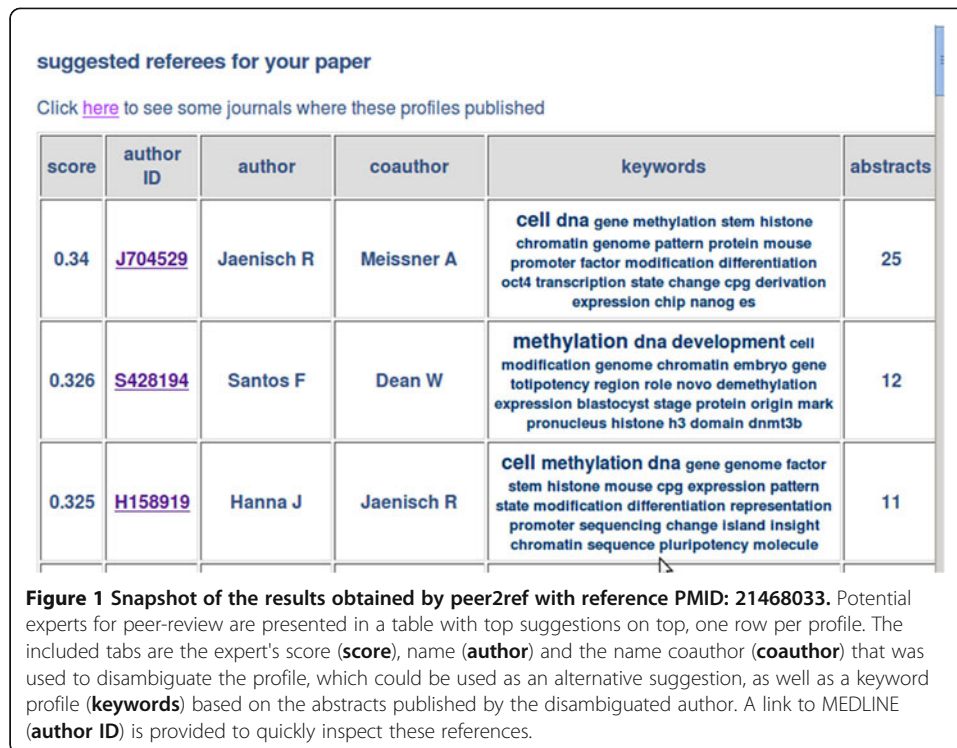 suggested referees for your paper
Click here to see some journals where these profiles published
score author ID author coauthor keywords abstracts
0.34 J704529 Jaenisch R Meissner A
cell dna gene methylation stem histone
chromatin genome pattern protein mouse
promoter factor modification differentiation
oct4 transcription state change cpg derivation
expression chip nanog es
25
0.326 S428194 Santos F Dean W
methylation dna development cell
modification genome chromatin embryo gene
totipotency region role novo demethylation
expression blastocyst stage protein origin mark
pronucleus histone h3 domain dnmt3b
12
0.325 H158919 Hanna J Jaenisch R
cell methylation dna gene genome factor
stem histone mouse cpg expression pattern
state modification differentiation representation
promoter sequencing change island insight
chromatin sequence pluripotency molecule
11
Figure 1 Snapshot of the results obtained by peer2ref with reference PMID: 21468033. Potential
experts for peer-review are presented in a table with top suggestions on top, one row per profile. The
included tabs are the expert's score (score), name (author) and the name coauthor (coauthor) that was
used to disambiguate the profile, which could be used as an alternative suggestion, as well as a keyword
profile (keywords) based on the abstracts published by the disambiguated author. A link to MEDLINE
(author ID) is provided to quickly inspect these references.